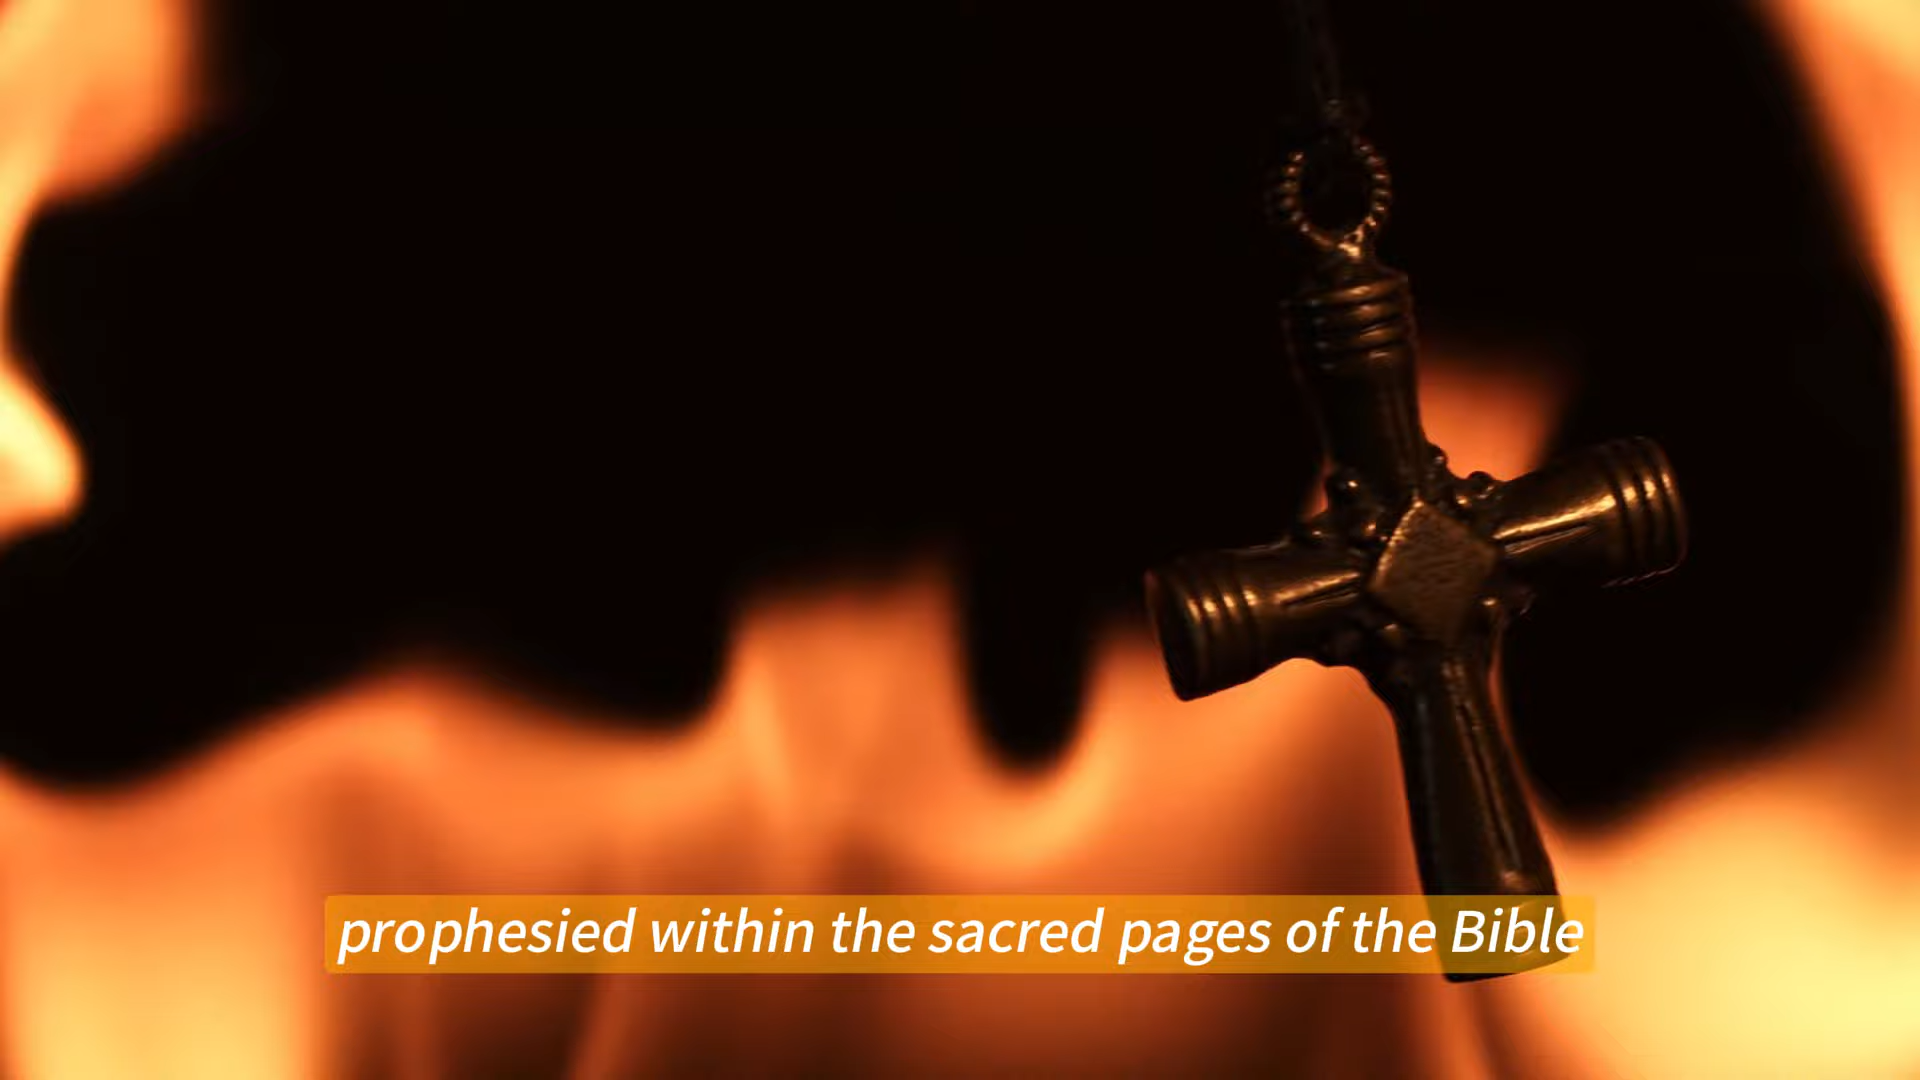 prophesied within the sacred pages of the Bible